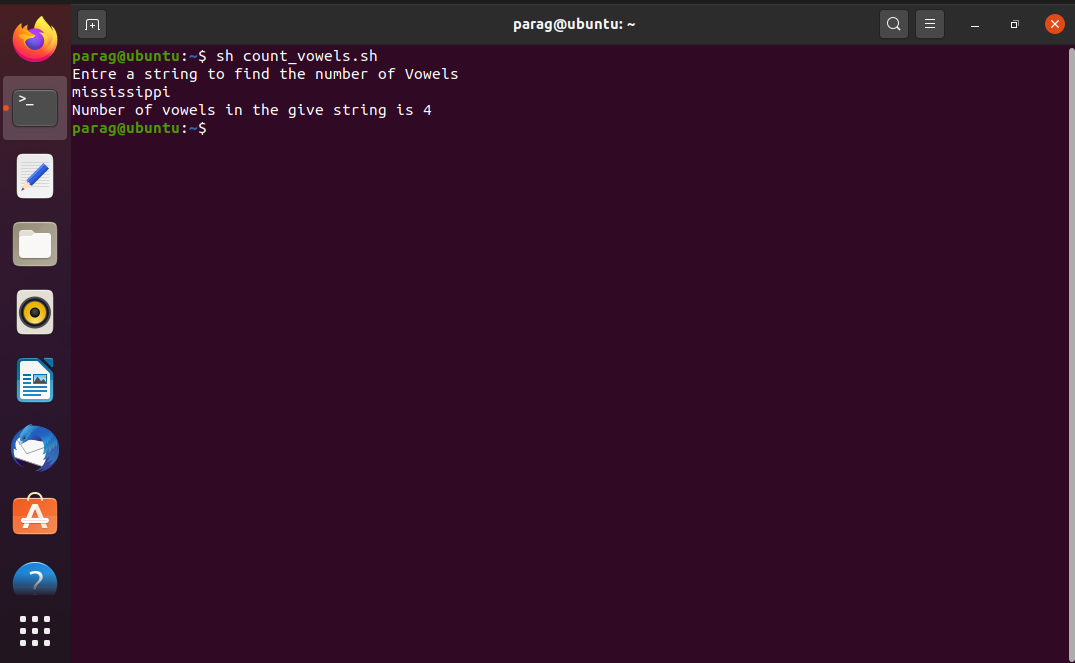 parag@ubuntu: ~
parag@ubuntu:~$ sh count_vowels.sh
Entre a string to find the number of Vowels
mississippi
Number of vowels in the give string is 4
parag@ubuntu:~$